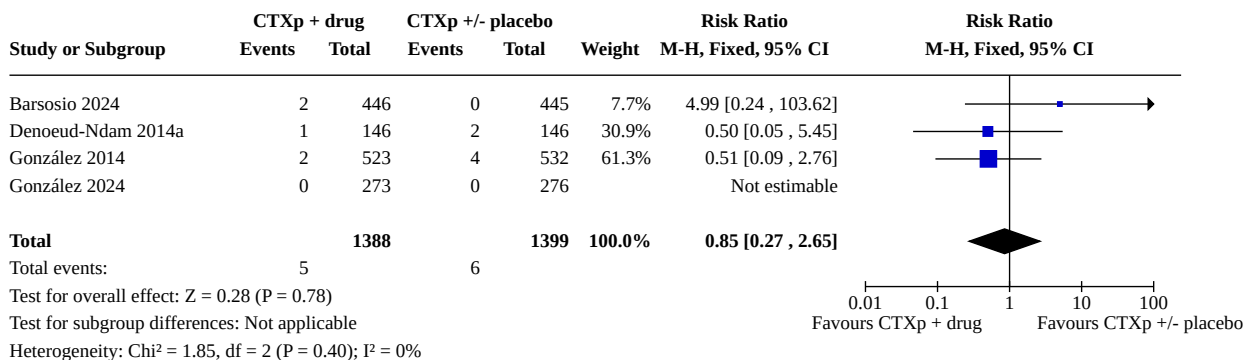 CTXp + drug CTXp +/- placebo Risk Ratio Risk Ratio
Study or Subgroup Events Total Events Total Weight M-H, Fixed, 95% CI M-H, Fixed, 95% CI
Barsosio 2024 2 446 0 445 7.7% 4.99 [0.24 , 103.62]
Denoeud-Ndam 2014a 1 146 2 146 30.9% 0.50 [0.05 , 5.45]
González 2014 2 523 4 532 61.3% 0.51 [0.09 , 2.76]
González 2024 0 273 0 276 Not estimable
Total 1388 1399 100.0% 0.85 [0.27 , 2.65]
Total events: 5 6
Test for overall effect: Z = 0.28 (P = 0.78)
Test for subgroup differences: Not applicable
Heterogeneity: Chi² = 1.85, df = 2 (P = 0.40); I² = 0%
0.01 0.1 1 10 100
Favours CTXp + drug Favours CTXp +/- placebo